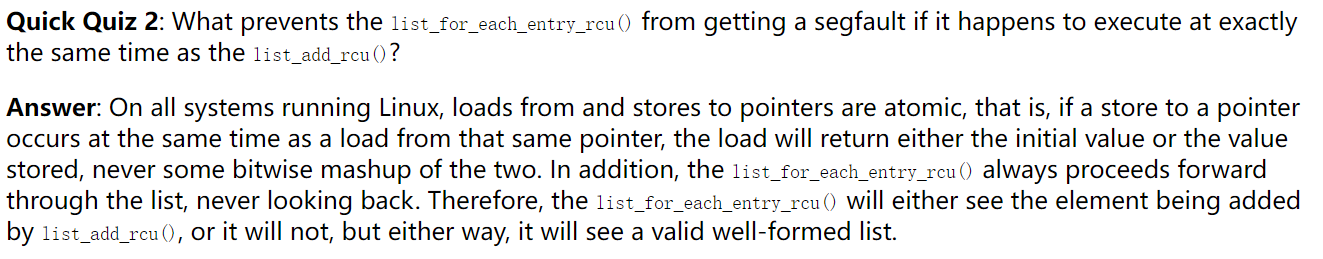 Quick Quiz 2: What prevents the list_for_each_entry_rcu() from getting a segfault if it happens to execute at exactly
the same time as the list_add_rcu()?
Answer: On all systems running Linux, loads from and stores to pointers are atomic, that is, if a store to a pointer
occurs at the same time as a load from that same pointer, the load will return either the initial value or the value
stored, never some bitwise mashup of the two. In addition, the list_for_each_entry_rcu() always proceeds forward
through the list, never looking back. Therefore, the list_for_each_entry_rcu() will either see the element being added
by list_add_rcu(), or it will not, but either way, it will see a valid well-formed list.